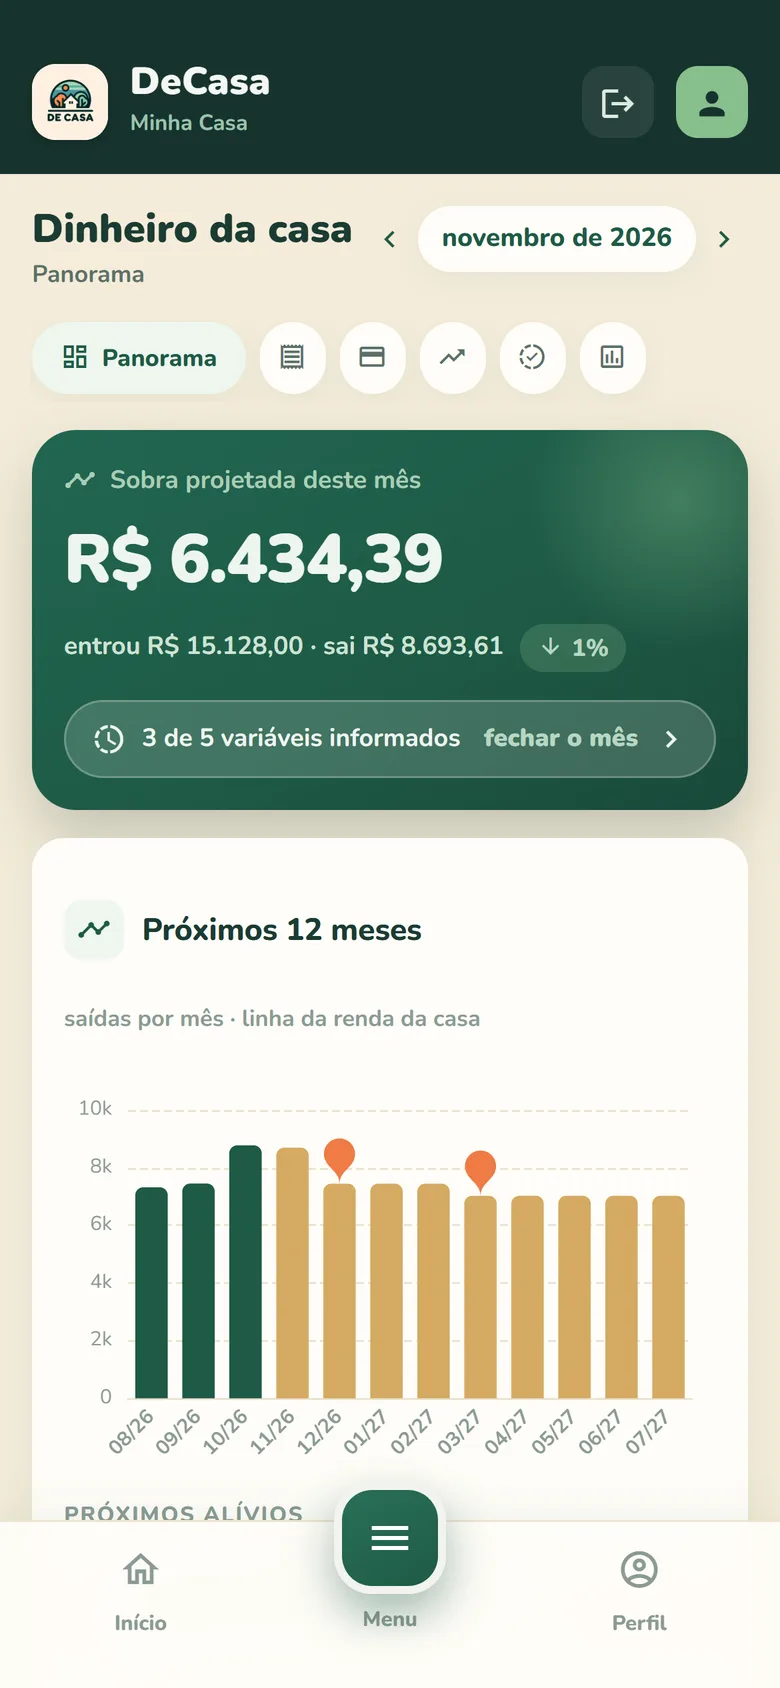 DeCasa
Minha Casa
DE CASA
Dinheiro da casa
novembro de 2026
Panorama
Panorama
Sobra projetada deste mês
R$ 6.434,39
entrou R$ 15.128,00 · sai R$ 8.693,61
1%
3 de 5 variáveis informados fechar o mês
Próximos 12 meses
saídas por mês · linha da renda da casa
10k
8k
6k
4k
2k
0
08/26 09/26 10/26 11/26 12/26 01/27 02/27 03/27 04/27 05/27 06/27 07/27
PRÓXIMOS ALÍVIOS
Início
Menu
Perfil